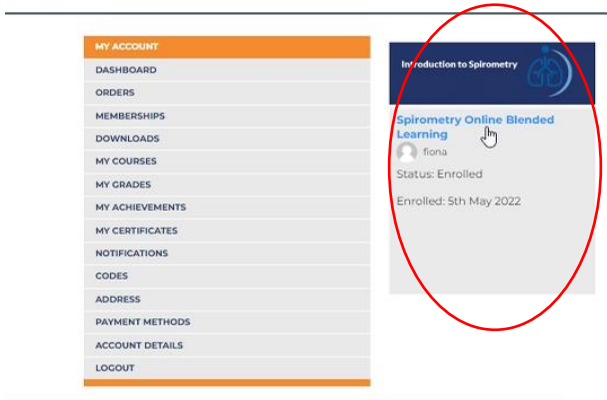 MY ACCOUNT
DASHBOARD
ORDERS
MEMBERSHIPS
DOWNLOADS
MY COURSES
MY GRADES
MY ACHIEVEMENTS
MY CERTIFICATES
NOTIFICATIONS
CODES
ADDRESS
PAYMENT METHODS
ACCOUNT DETAILS
LOGOUT
Introduction to Spirometry
Spirometry Online Blended
Learning
fiona
Status: Enrolled
Enrolled: 5th May 2022